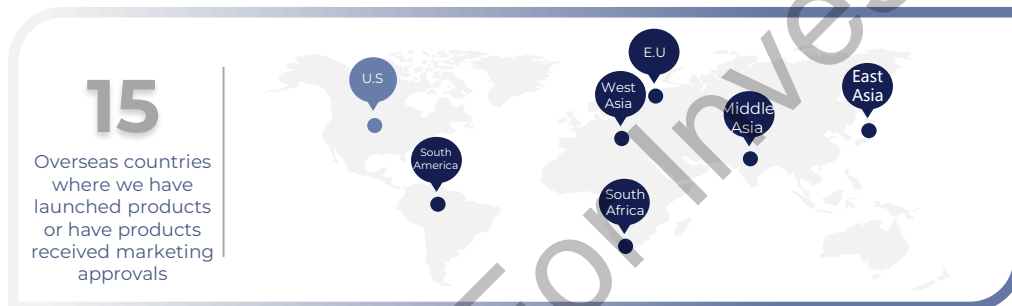 15
Overseas countries
where we have
launched products
or have products
received marketing
approvals
U.S
South
America
E.U
West
Asia
South
Africa
Middle
Asia
East
Asia
For Inves